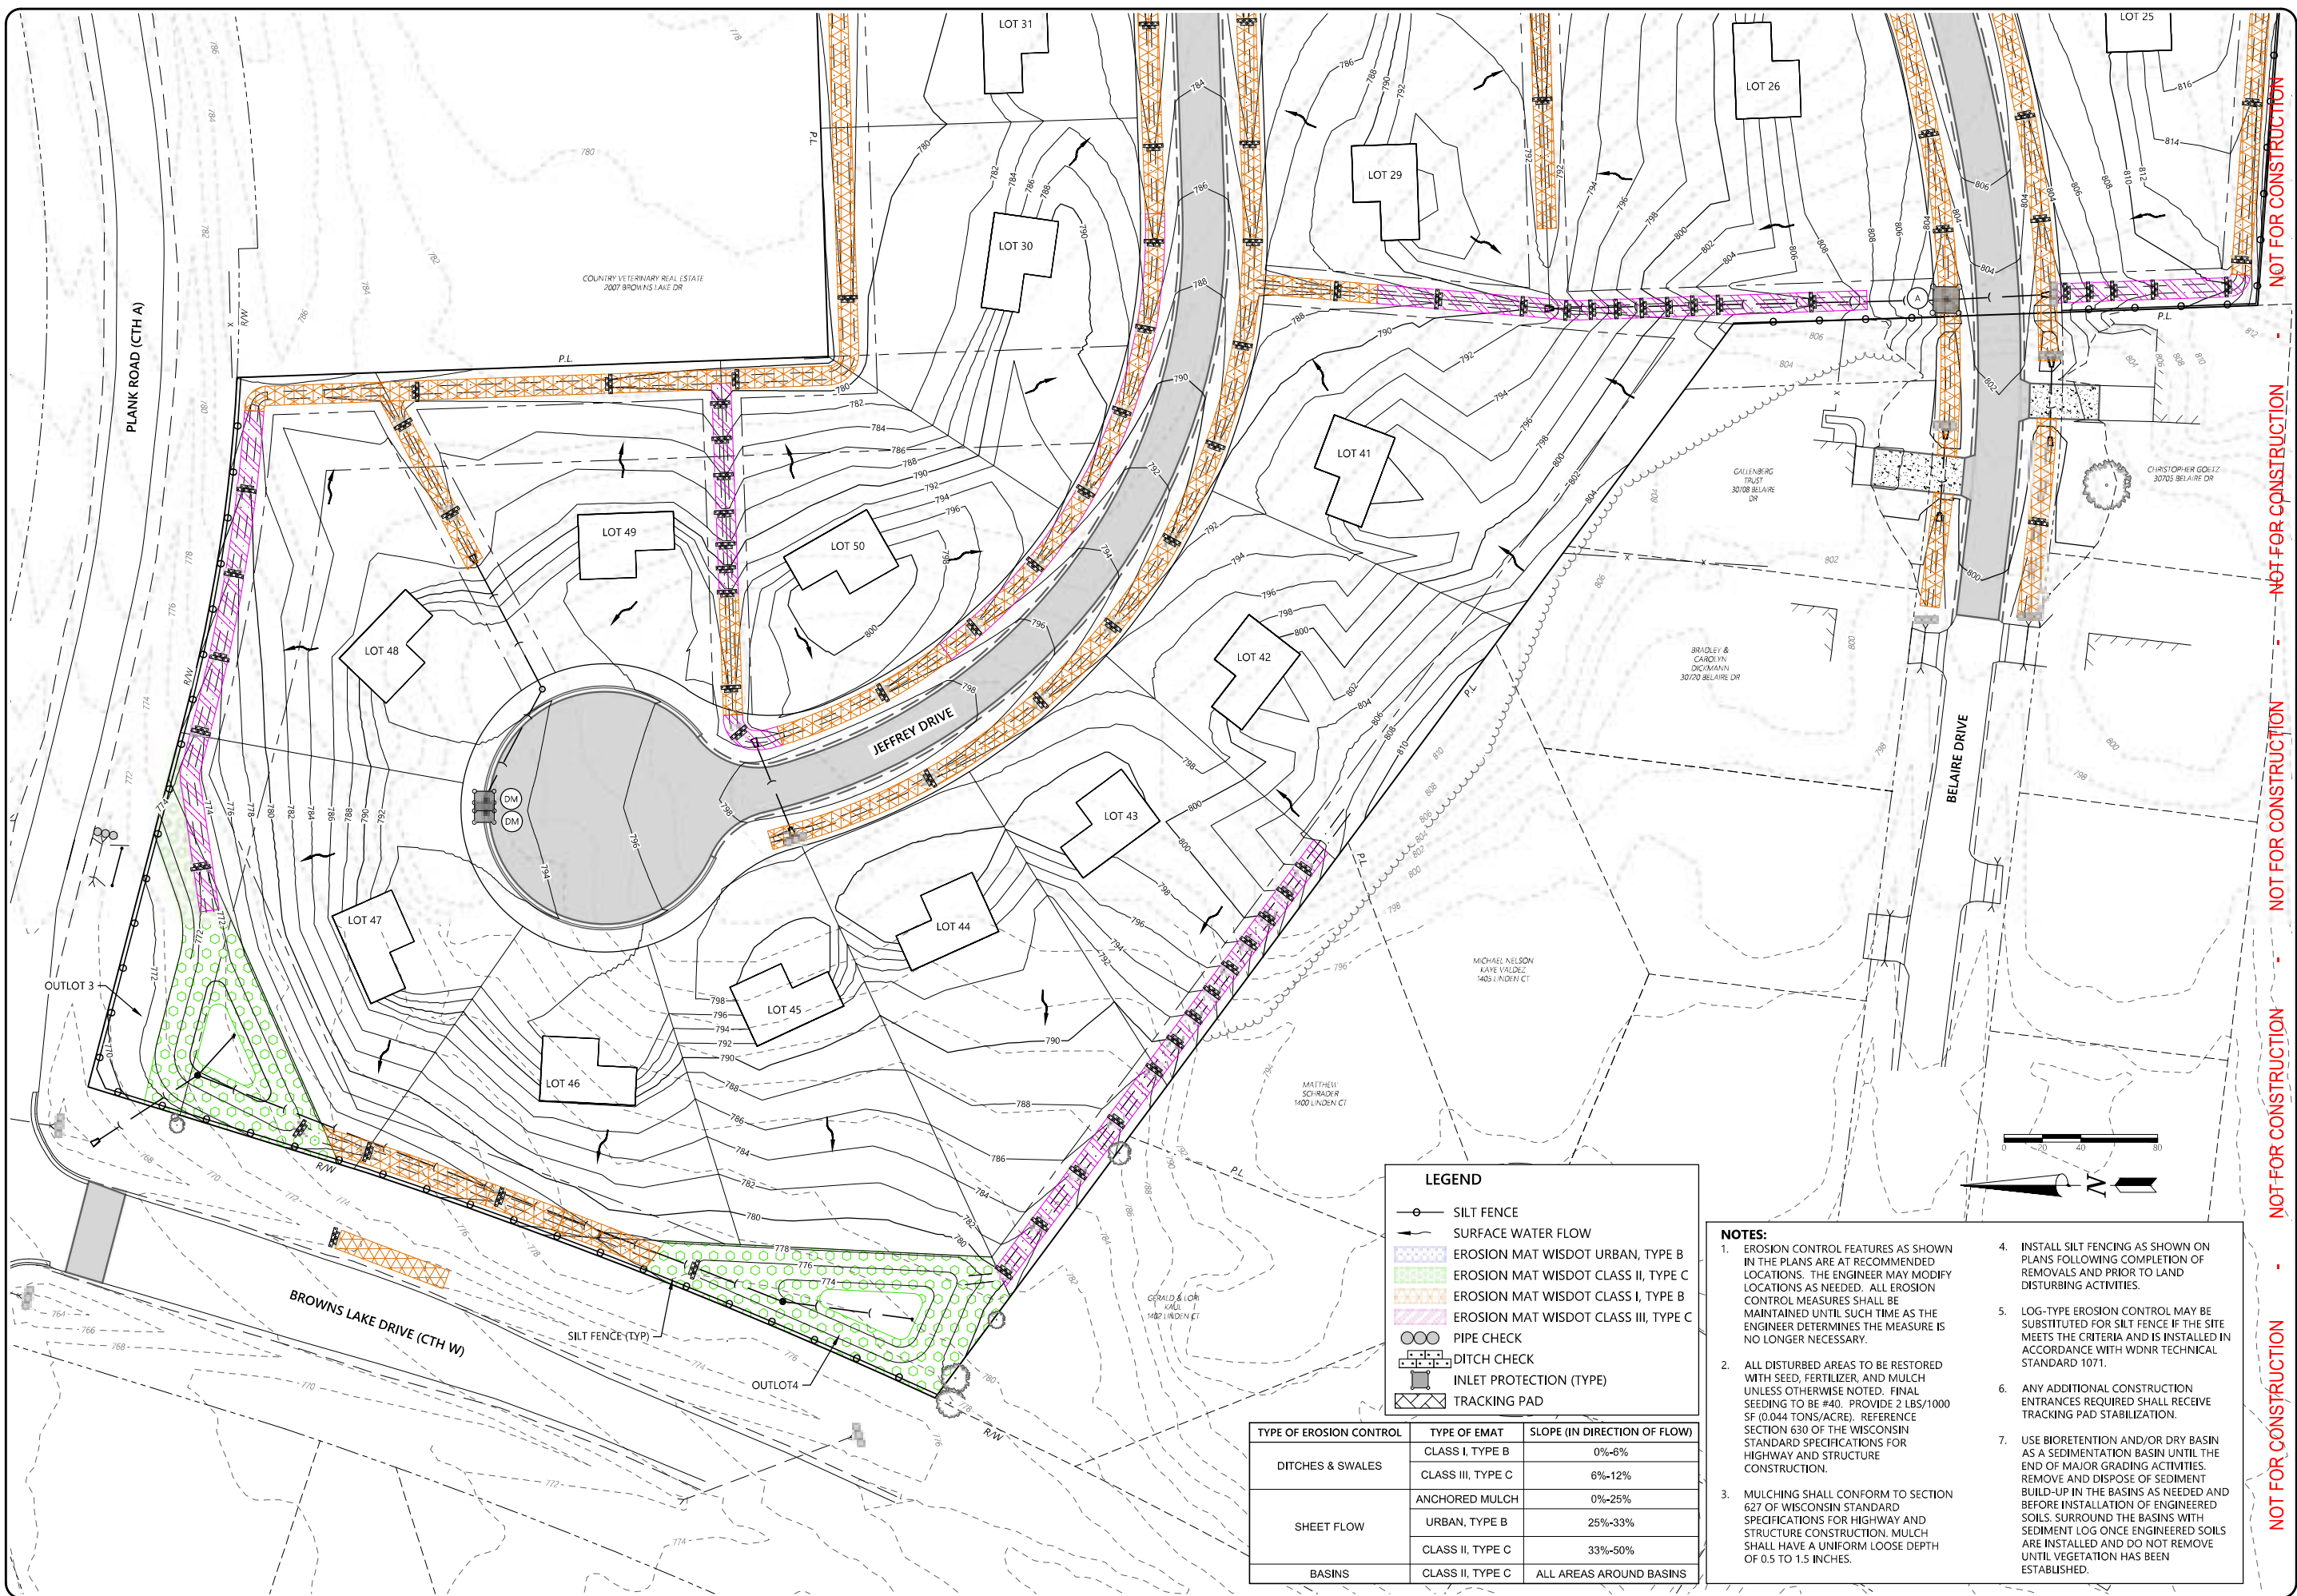 LOT 31
LOT 25
LOT 26
LOT 29
LOT 30
COUNTRY VETERINARY REAL ESTATE
2007 BROWNS LAKE DR
PLANK ROAD (CTH A)
R/W
P.L.
P.L.
P.L.
A
LOT 41
GALLENBERG
TRUST
30708 BELAIRE
DR
CHRISTOPHER GOETZ
30705 BELAIRE DR
LOT 49
LOT 50
LOT 48
LOT 42
BRADLEY &
CAROLYN
DICKMANN
30720 BELAIRE DR
R/W
P.L.
JEFFREY DRIVE
BELAIRE DRIVE
DM
DM
LOT 43
P.L.
LOT 47
LOT 44
OUTLOT 3
LOT 45
MICHAEL NELSON
KAYE VALDEZ
1405 LINDEN CT
LOT 46
MATTHEW
SCHRADER
1400 LINDEN CT
R/W
P.L.
0 20 40 80
N
BROWNS LAKE DRIVE (CTH W)
SILT FENCE (TYP)
GERALD & LORI
KAUL
1402 LINDEN CT
OUTLOT4
R/W
LEGEND
SILT FENCE
SURFACE WATER FLOW
EROSION MAT WISDOT URBAN, TYPE B
EROSION MAT WISDOT CLASS II, TYPE C
EROSION MAT WISDOT CLASS I, TYPE B
EROSION MAT WISDOT CLASS III, TYPE C
PIPE CHECK
DITCH CHECK
INLET PROTECTION (TYPE)
TRACKING PAD
TYPE OF EROSION CONTROL TYPE OF EMAT SLOPE (IN DIRECTION OF FLOW)
DITCHES & SWALES CLASS I, TYPE B 0%-6%
CLASS III, TYPE C 6%-12%
SHEET FLOW ANCHORED MULCH 0%-25%
URBAN, TYPE B 25%-33%
CLASS II, TYPE C 33%-50%
BASINS CLASS II, TYPE C ALL AREAS AROUND BASINS
NOTES:
1. EROSION CONTROL FEATURES AS SHOWN
IN THE PLANS ARE AT RECOMMENDED
LOCATIONS. THE ENGINEER MAY MODIFY
LOCATIONS AS NEEDED. ALL EROSION
CONTROL MEASURES SHALL BE
MAINTAINED UNTIL SUCH TIME AS THE
ENGINEER DETERMINES THE MEASURE IS
NO LONGER NECESSARY.
2. ALL DISTURBED AREAS TO BE RESTORED
WITH SEED, FERTILIZER, AND MULCH
UNLESS OTHERWISE NOTED. FINAL
SEEDING TO BE #40. PROVIDE 2 LBS/1000
SF (0.044 TONS/ACRE). REFERENCE
SECTION 630 OF THE WISCONSIN
STANDARD SPECIFICATIONS FOR
HIGHWAY AND STRUCTURE
CONSTRUCTION.
3. MULCHING SHALL CONFORM TO SECTION
627 OF WISCONSIN STANDARD
SPECIFICATIONS FOR HIGHWAY AND
STRUCTURE CONSTRUCTION. MULCH
SHALL HAVE A UNIFORM LOOSE DEPTH
OF 0.5 TO 1.5 INCHES.
4. INSTALL SILT FENCING AS SHOWN ON
PLANS FOLLOWING COMPLETION OF
REMOVALS AND PRIOR TO LAND
DISTURBING ACTIVITIES.
5. LOG-TYPE EROSION CONTROL MAY BE
SUBSTITUTED FOR SILT FENCE IF THE SITE
MEETS THE CRITERIA AND IS INSTALLED IN
ACCORDANCE WITH WDNR TECHNICAL
STANDARD 1071.
6. ANY ADDITIONAL CONSTRUCTION
ENTRANCES REQUIRED SHALL RECEIVE
TRACKING PAD STABILIZATION.
7. USE BIORETENTION AND/OR DRY BASIN
AS A SEDIMENTATION BASIN UNTIL THE
END OF MAJOR GRADING ACTIVITIES.
REMOVE AND DISPOSE OF SEDIMENT
BUILD-UP IN THE BASINS AS NEEDED AND
BEFORE INSTALLATION OF ENGINEERED
SOILS. SURROUND THE BASINS WITH
SEDIMENT LOG ONCE ENGINEERED SOILS
ARE INSTALLED AND DO NOT REMOVE
UNTIL VEGETATION HAS BEEN
ESTABLISHED.
NOT FOR CONSTRUCTION - NOT FOR CONSTRUCTION - NOT FOR CONSTRUCTION - NOT FOR CONSTRUCTION - NOT FOR CONSTRUCTION